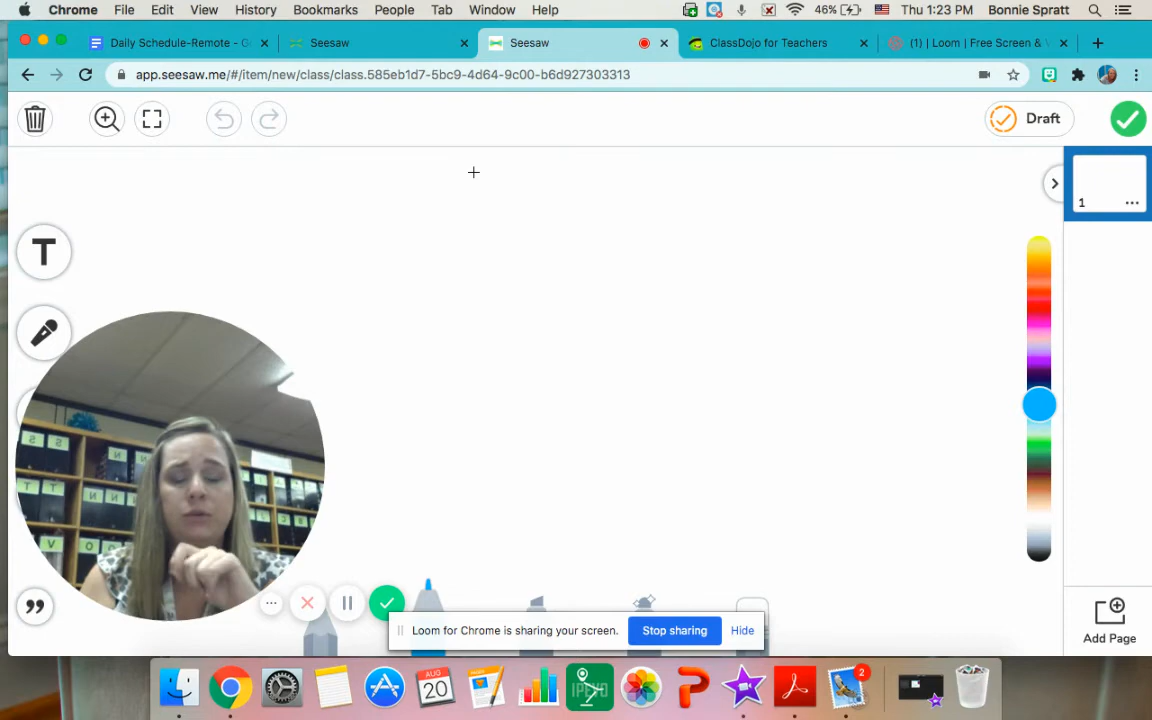 Chrome File Edit View History Bookmarks People Tab Window Help 46% Thu 1:23 PM Bonnie Spratt
Daily Schedule-Remote - G Seesaw Seesaw ClassDojo for Teachers (1) | Loom | Free Screen &
app.seesaw.me/#/item/new/class/class.585eb1d7-5bc9-4d64-9c00-b6d927303313
Draft
1
T
S S
N N
T T N N
O V
Loom for Chrome is sharing your screen. Stop sharing Hide
Add Page
AUG
20
IPEVO
2